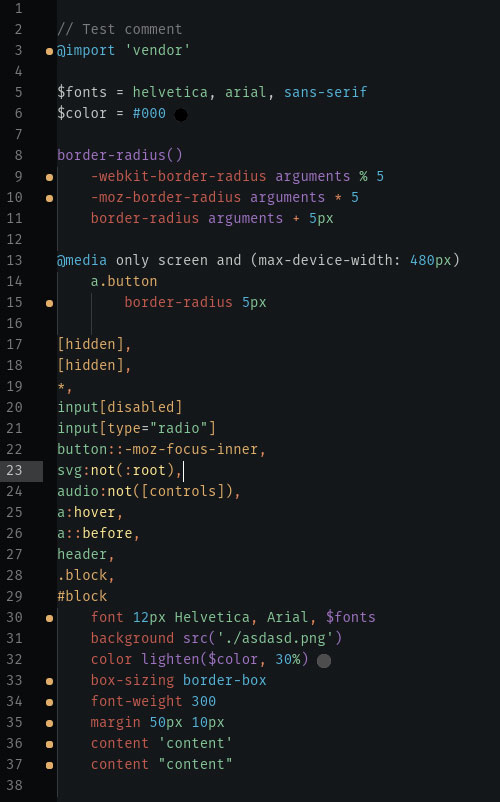 1
2 // Test comment
3 @import 'vendor'
4
5 $fonts = helvetica, arial, sans-serif
6 $color = #000
7
8 border-radius()
9     -webkit-border-radius arguments % 5
10     -moz-border-radius arguments * 5
11     border-radius arguments + 5px
12
13 @media only screen and (max-device-width: 480px)
14     a.button
15         border-radius 5px
16
17 [hidden],
18 [hidden],
19 *,
20 input[disabled]
21 input[type="radio"]
22 button::-moz-focus-inner,
23 svg:not(:root),
24 audio:not([controls]),
25 a:hover,
26 a::before,
27 header,
28 .block,
29 #block
30     font 12px Helvetica, Arial, $fonts
31     background src('./asdasd.png')
32     color lighten($color, 30%)
33     box-sizing border-box
34     font-weight 300
35     margin 50px 10px
36     content 'content'
37     content "content"
38